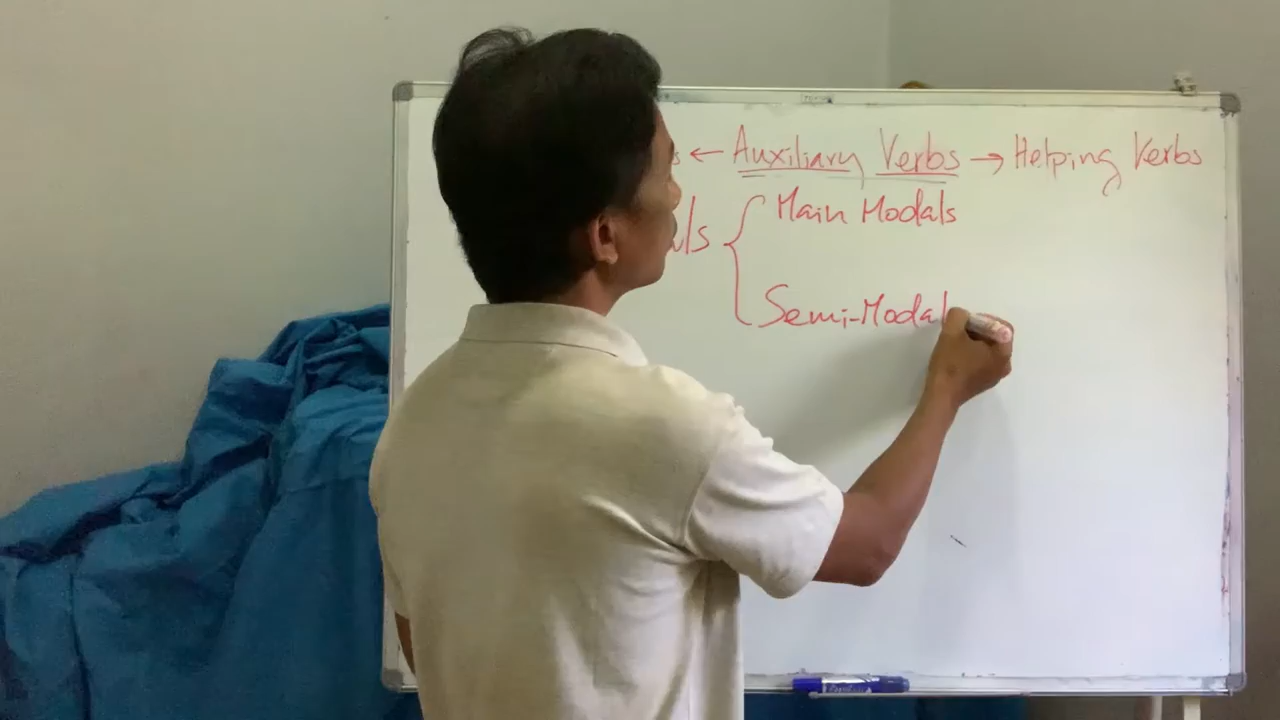 ← Auxiliary Verbs → Helping Verbs
Main Modals
Semi-Modal